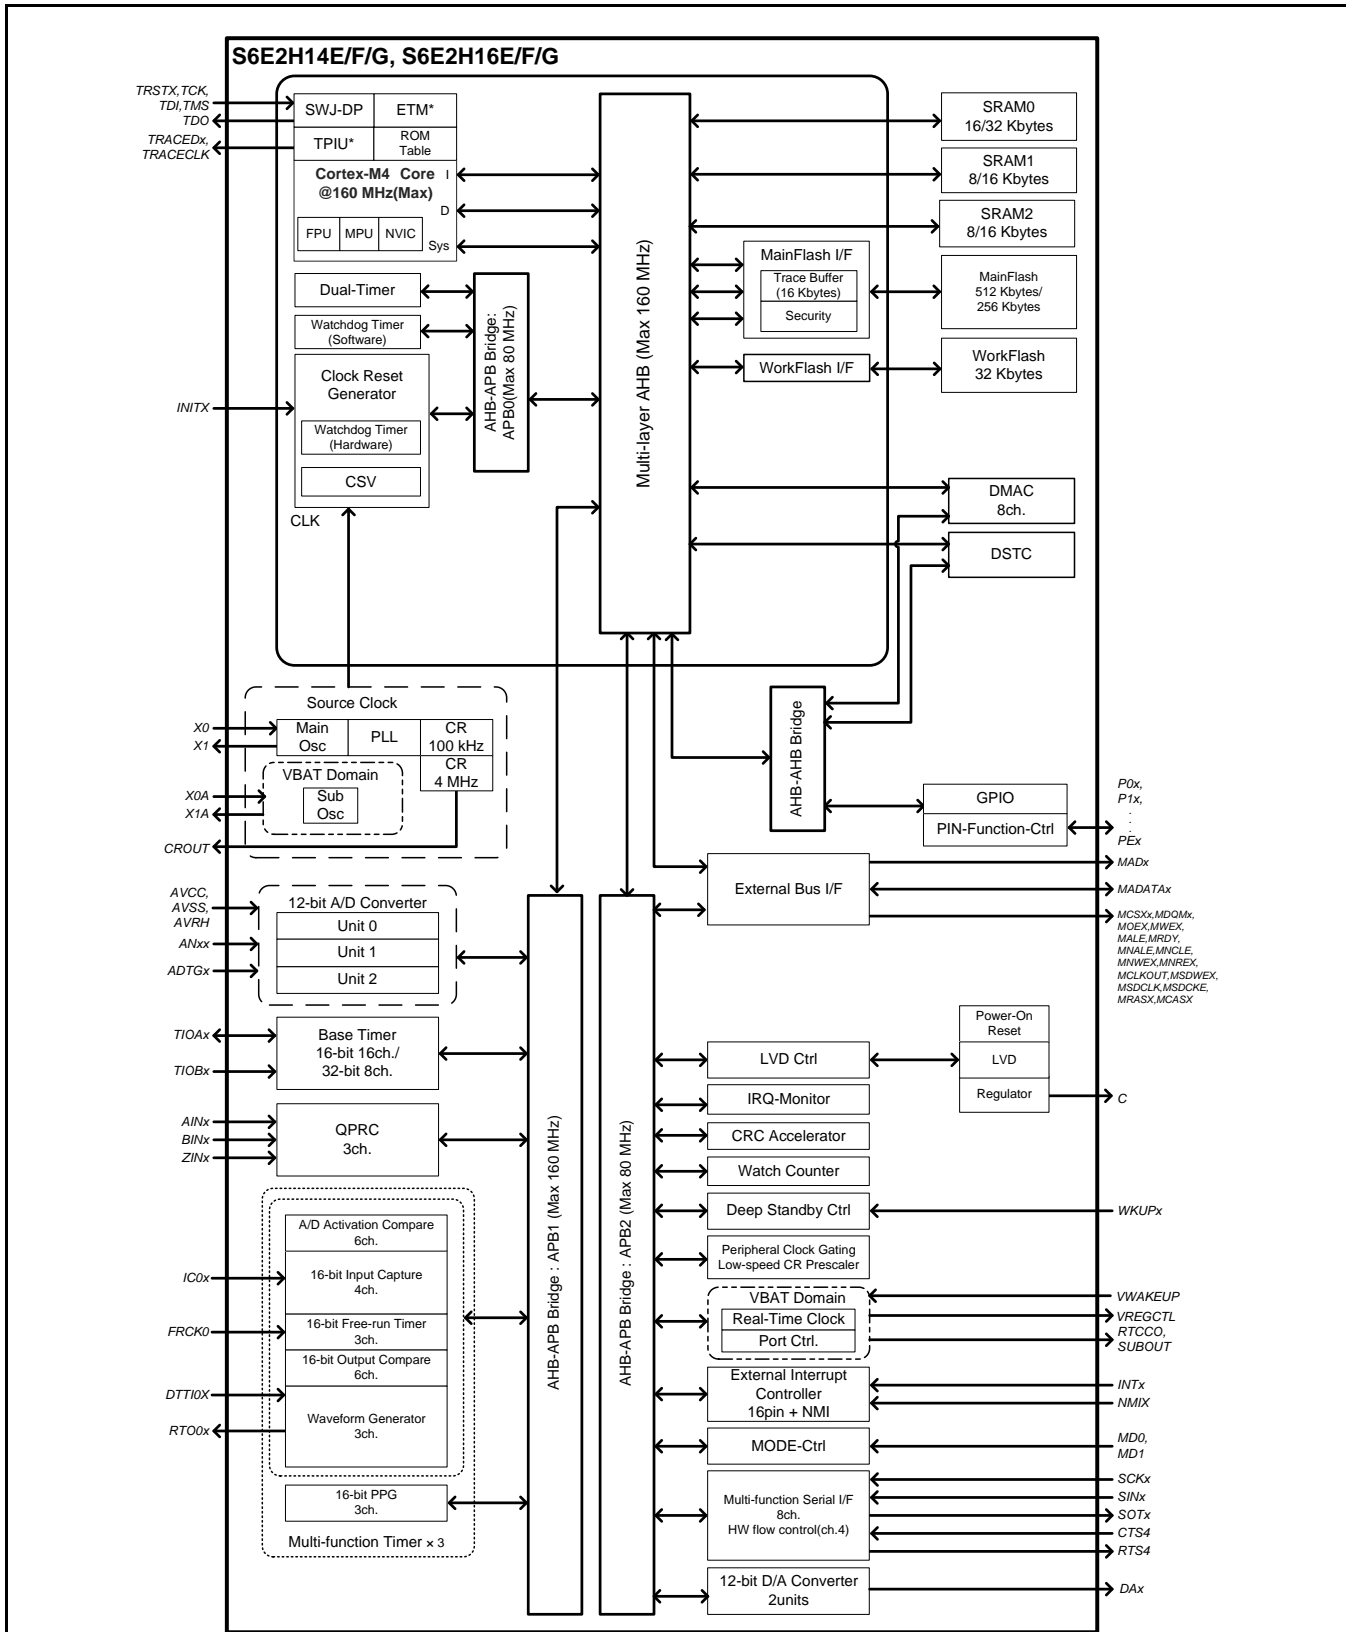 S6E2H14E/F/G, S6E2H16E/F/G
TRSTX,TCK,
TDI,TMS
TDO
TRACEDx,
TRACECLK
SWJ-DP
ETM*
TPIU*
ROM
Table
Cortex-M4 Core
@160 MHz(Max)
I
D
Sys
FPU
MPU
NVIC
Dual-Timer
Watchdog Timer
(Software)
Clock Reset
Generator
Watchdog Timer
(Hardware)
CSV
CLK
INITX
AHB-APB Bridge:
APB0(Max 80 MHz)
Multi-layer AHB (Max 160 MHz)
SRAM0
16/32 Kbytes
SRAM1
8/16 Kbytes
SRAM2
8/16 Kbytes
MainFlash I/F
Trace Buffer
(16 Kbytes)
Security
MainFlash
512 Kbytes/
256 Kbytes
WorkFlash I/F
WorkFlash
32 Kbytes
DMAC
8ch.
DSTC
Source Clock
X0
X1
Main
Osc
PLL
CR
100 kHz
CR
4 MHz
VBAT Domain
Sub
Osc
X0A
X1A
CROUT
AHB-AHB Bridge
GPIO
PIN-Function-Ctrl
P0x,
P1x,
.
.
PEx
External Bus I/F
MADx
MADATAx
MCSXx,MDQMx,
MOEX,MWEX,
MALE,MRDY,
MNALE,MNCLE,
MNWEX,MNREX,
MCLKOUT,MSDWEX,
MSDCLK,MSDCKE,
MRASX,MCASX
AVCC,
AVSS,
AVRH
ANxx
ADTGx
12-bit A/D Converter
Unit 0
Unit 1
Unit 2
TIOAx
TIOBx
Base Timer
16-bit 16ch./
32-bit 8ch.
AINx
BINx
ZINx
QPRC
3ch.
A/D Activation Compare
6ch.
IC0x
16-bit Input Capture
4ch.
FRCK0
16-bit Free-run Timer
3ch.
16-bit Output Compare
6ch.
DTTI0X
RTO0x
Waveform Generator
3ch.
16-bit PPG
3ch.
Multi-function Timer × 3
AHB-APB Bridge : APB1 (Max 160 MHz)
AHB-APB Bridge : APB2 (Max 80 MHz)
LVD Ctrl
Power-On
Reset
LVD
Regulator
C
IRQ-Monitor
CRC Accelerator
Watch Counter
Deep Standby Ctrl
WKUPx
Peripheral Clock Gating
Low-speed CR Prescaler
VBAT Domain
Real-Time Clock
Port Ctrl.
VWAKEUP
VREGCTL
RTCCO,
SUBOUT
External Interrupt
Controller
16pin + NMI
INTx
NMIX
MODE-Ctrl
MD0,
MD1
Multi-function Serial I/F
8ch.
HW flow control(ch.4)
SCKx
SINx
SOTx
CTS4
RTS4
12-bit D/A Converter
2units
DAx